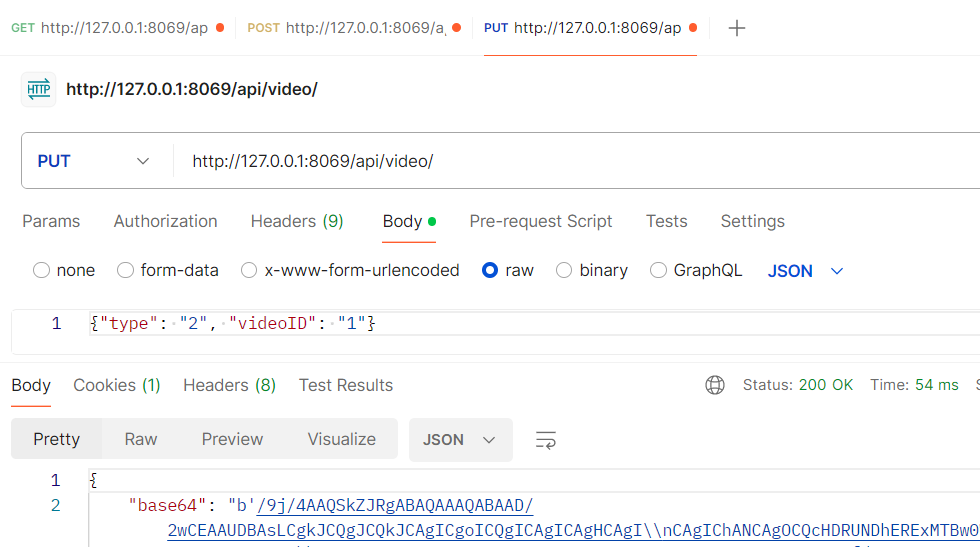 GET http://127.0.0.1:8069/ap POST http://127.0.0.1:8069/a PUT http://127.0.0.1:8069/ap
HTTP http://127.0.0.1:8069/api/video/
PUT http://127.0.0.1:8069/api/video/
Params Authorization Headers (9) Body Pre-request Script Tests Settings
none form-data x-www-form-urlencoded raw binary GraphQL JSON
1 {"type": "2", "videoID": "1"}
Body Cookies (1) Headers (8) Test Results Status: 200 OK Time: 54 ms S
Pretty Raw Preview Visualize JSON
1 {
2 "base64": "b'/9j/4AAQSkZJRgABAQAAAQABAAD/
2wCEAAUDBAsLCgkJCQgJCQkJCAgICgoICQgICAgICAgHCAgI\\nCAgIChANCAgOCQcHDRUNDhERExMTBw0